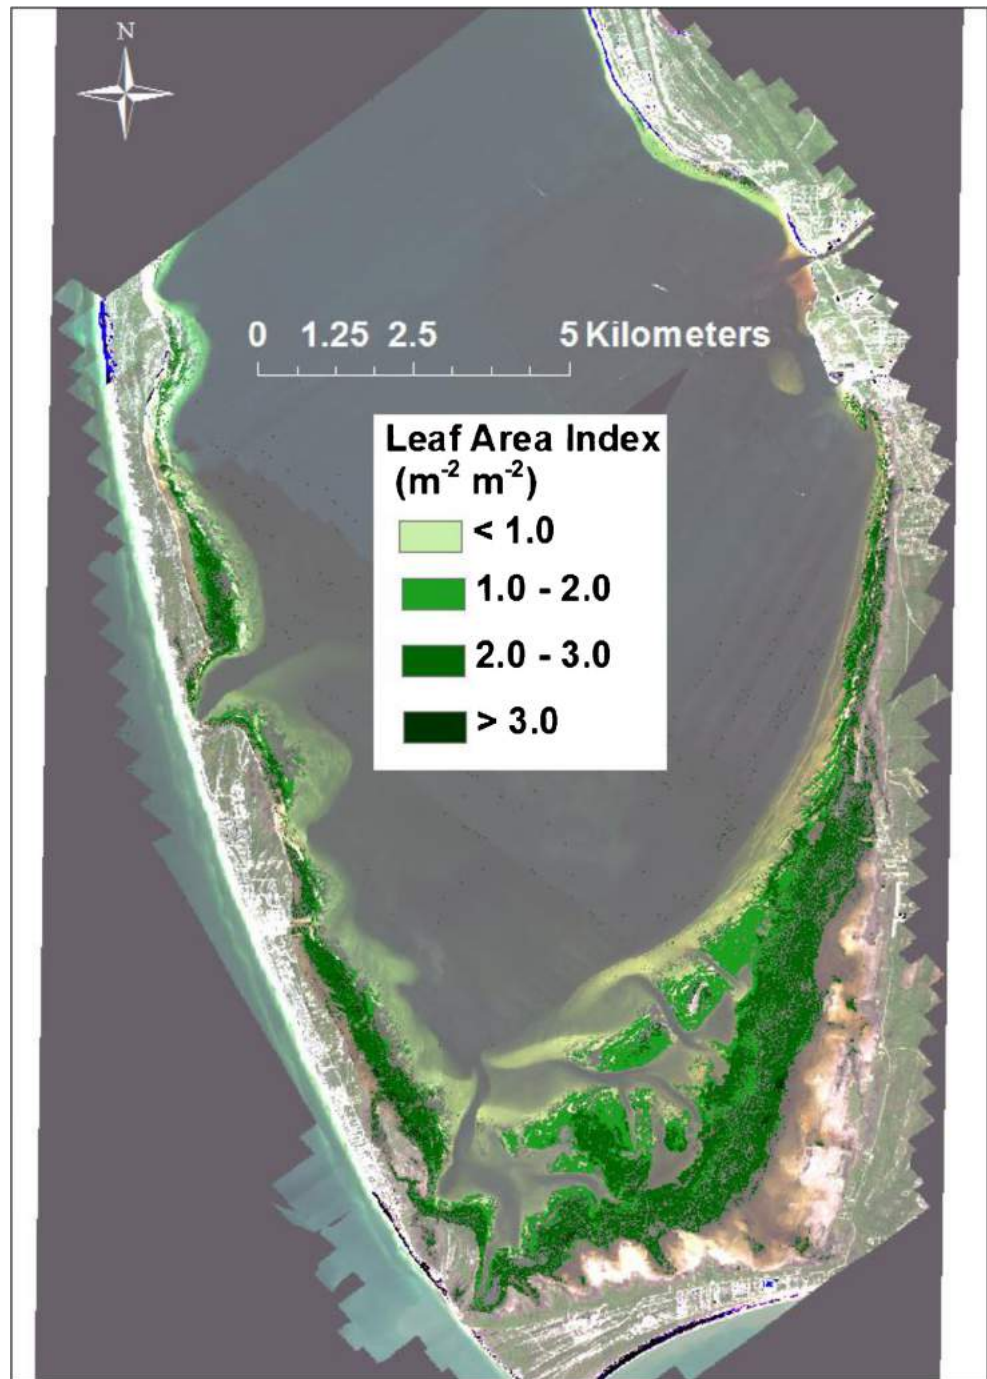 N
0 1.25 2.5 5 Kilometers
Leaf Area Index
(m⁻² m⁻²)
< 1.0
1.0 - 2.0
2.0 - 3.0
> 3.0